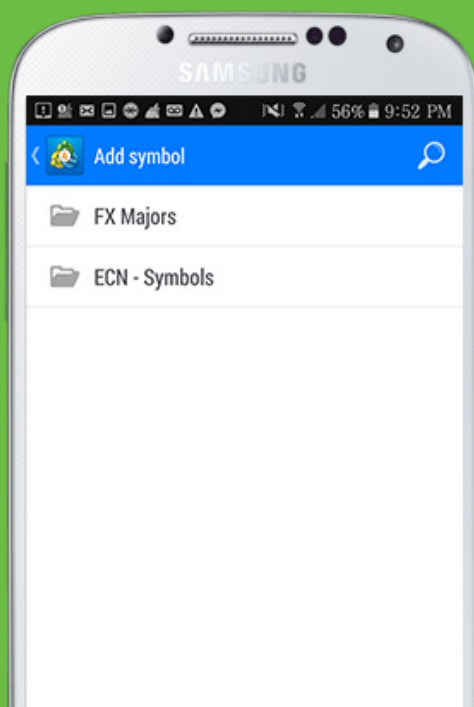 SAMSUNG
56% 9:52 PM
Add symbol
FX Majors
ECN - Symbols